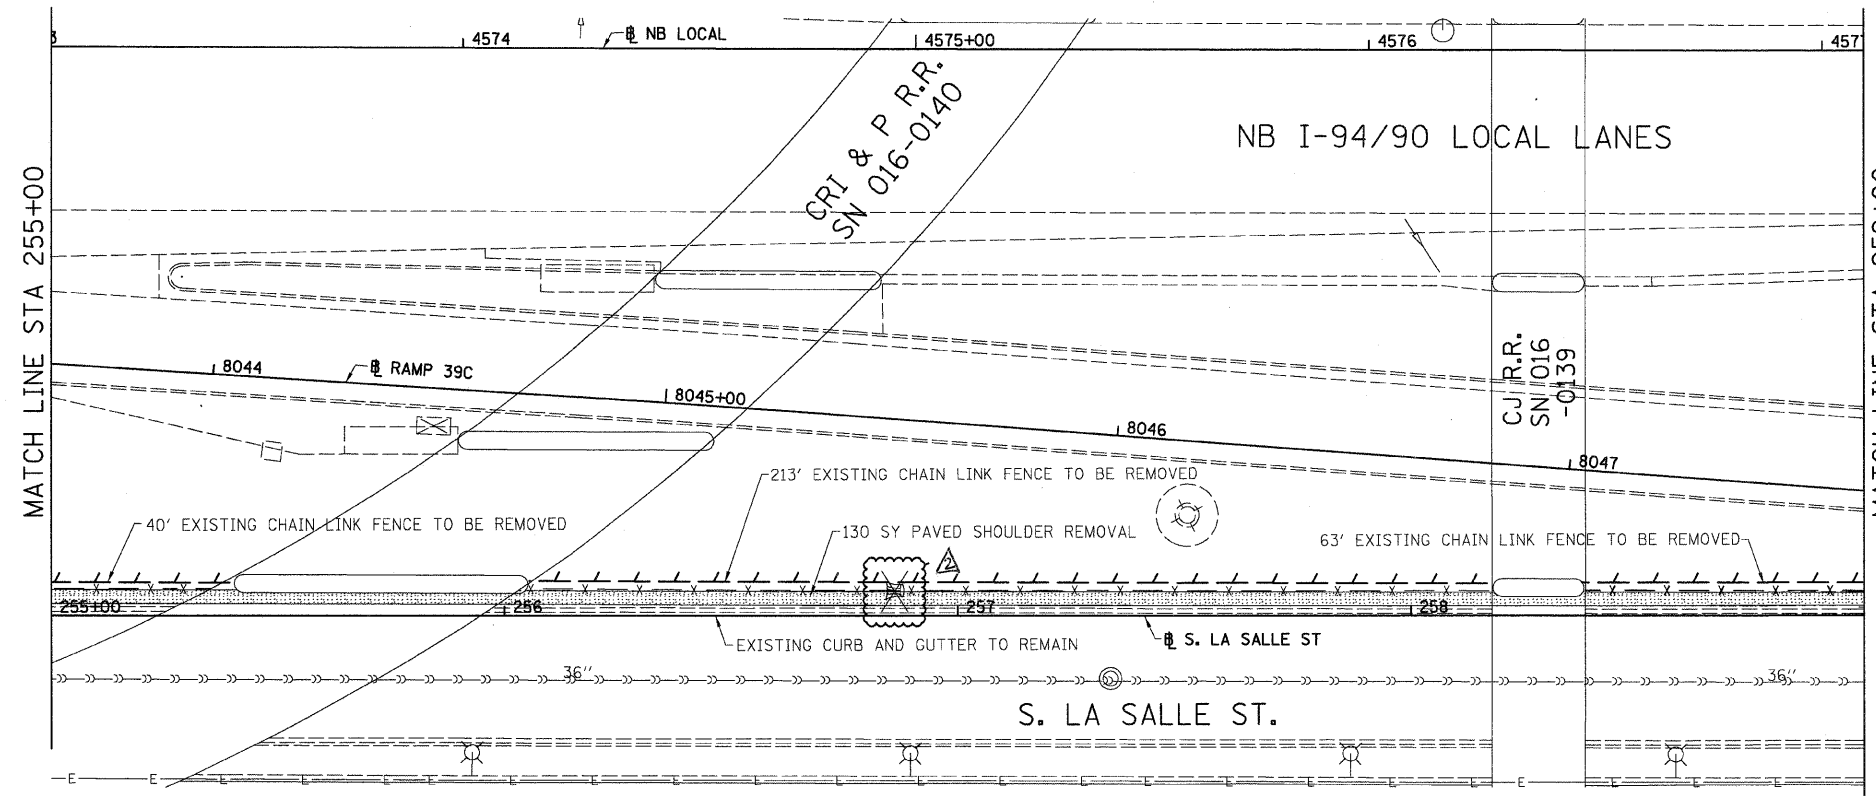 4574
℄ NB LOCAL
4575+00
4576
CRI & P R.R.
SN 016-0140
NB I-94/90 LOCAL LANES
MATCH LINE STA 255+00
8044
℄ RAMP 39C
8045+00
8046
8047
CJ R.R.
SN 016
-0139
213' EXISTING CHAIN LINK FENCE TO BE REMOVED
40' EXISTING CHAIN LINK FENCE TO BE REMOVED
130 SY PAVED SHOULDER REMOVAL
63' EXISTING CHAIN LINK FENCE TO BE REMOVED
2
255+00
256
257
258
EXISTING CURB AND GUTTER TO REMAIN
℄ S. LA SALLE ST
36"
36"
S. LA SALLE ST.
E E E E E E E E E E E E E E E E E E E E E E